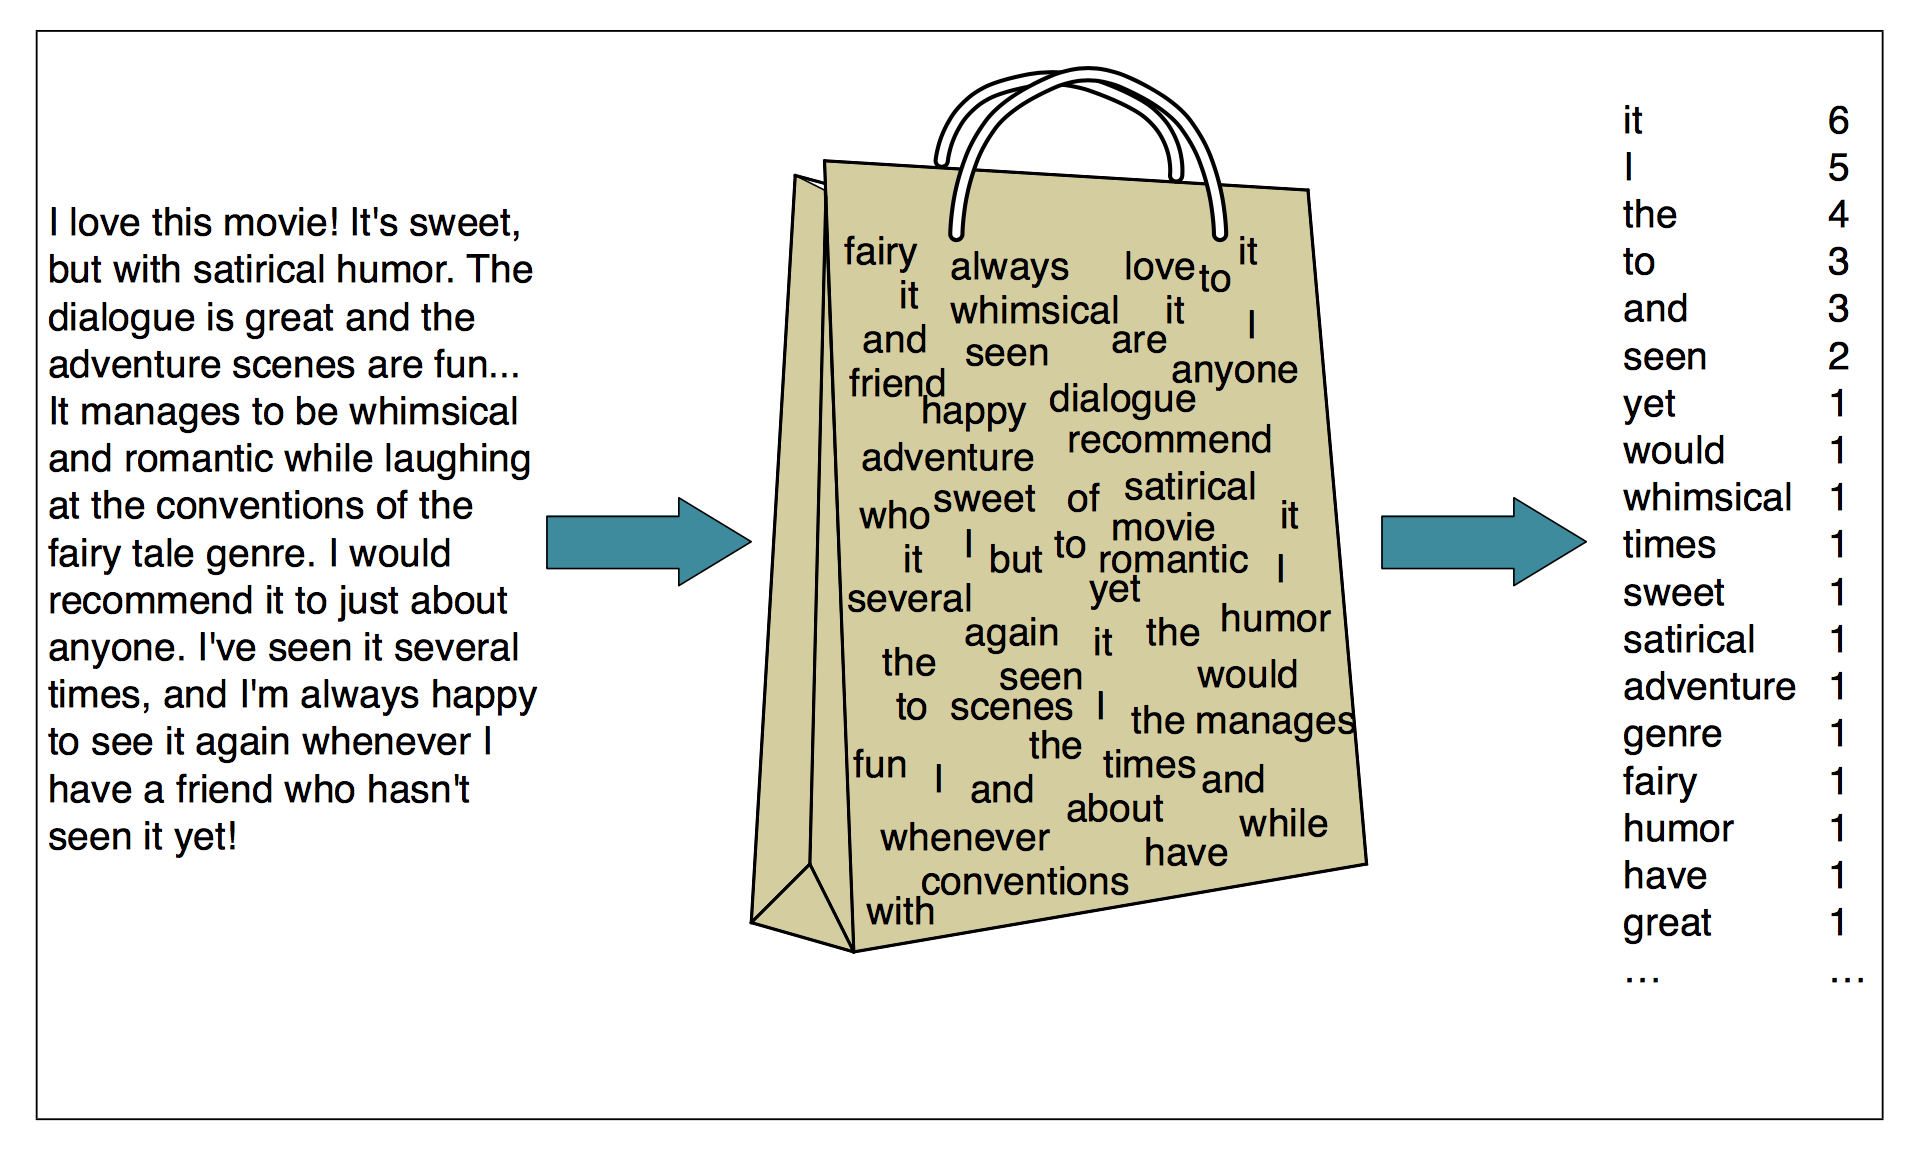 I love this movie! It's sweet,
but with satirical humor. The
dialogue is great and the
adventure scenes are fun...
It manages to be whimsical
and romantic while laughing
at the conventions of the
fairy tale genre. I would
recommend it to just about
anyone. I've seen it several
times, and I'm always happy
to see it again whenever I
have a friend who hasn't
seen it yet!
fairy always love to it
it whimsical it I
and seen are anyone
friend happy dialogue
adventure recommend
who sweet of satirical it
it I but to movie romantic I
several yet
again it the humor
the seen would
to scenes I the manages
the
fun I and times and
about while
whenever have
conventions
with
it 6
I 5
the 4
to 3
and 3
seen 2
yet 1
would 1
whimsical 1
times 1
sweet 1
satirical 1
adventure 1
genre 1
fairy 1
humor 1
have 1
great 1
… …